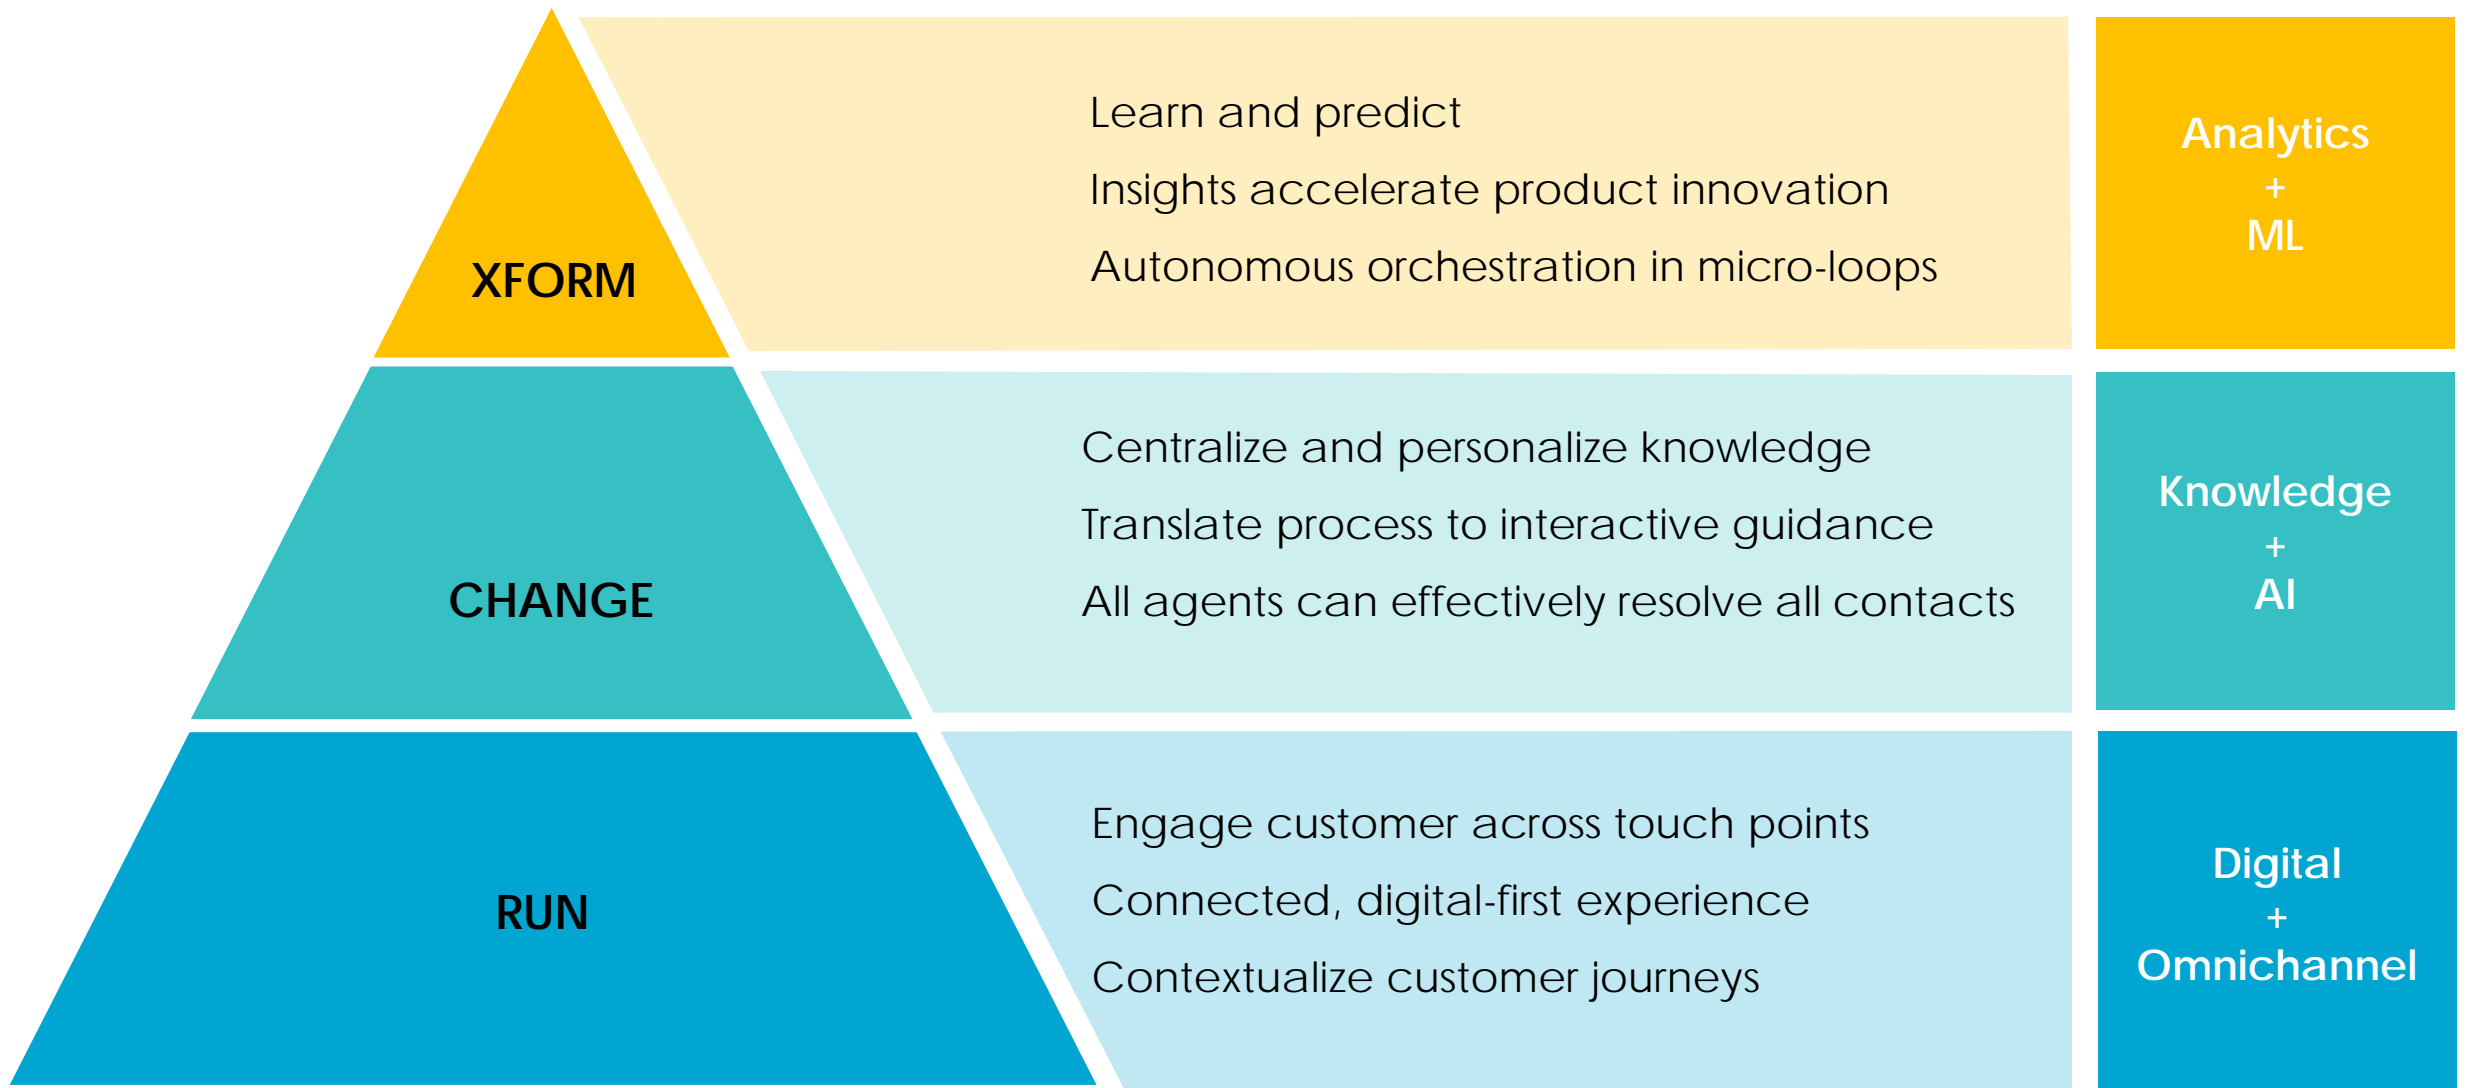 XFORM
Learn and predict
Insights accelerate product innovation
Autonomous orchestration in micro-loops
Analytics
+
ML
CHANGE
Centralize and personalize knowledge
Translate process to interactive guidance
All agents can effectively resolve all contacts
Knowledge
+
AI
RUN
Engage customer across touch points
Connected, digital-first experience
Contextualize customer journeys
Digital
+
Omnichannel